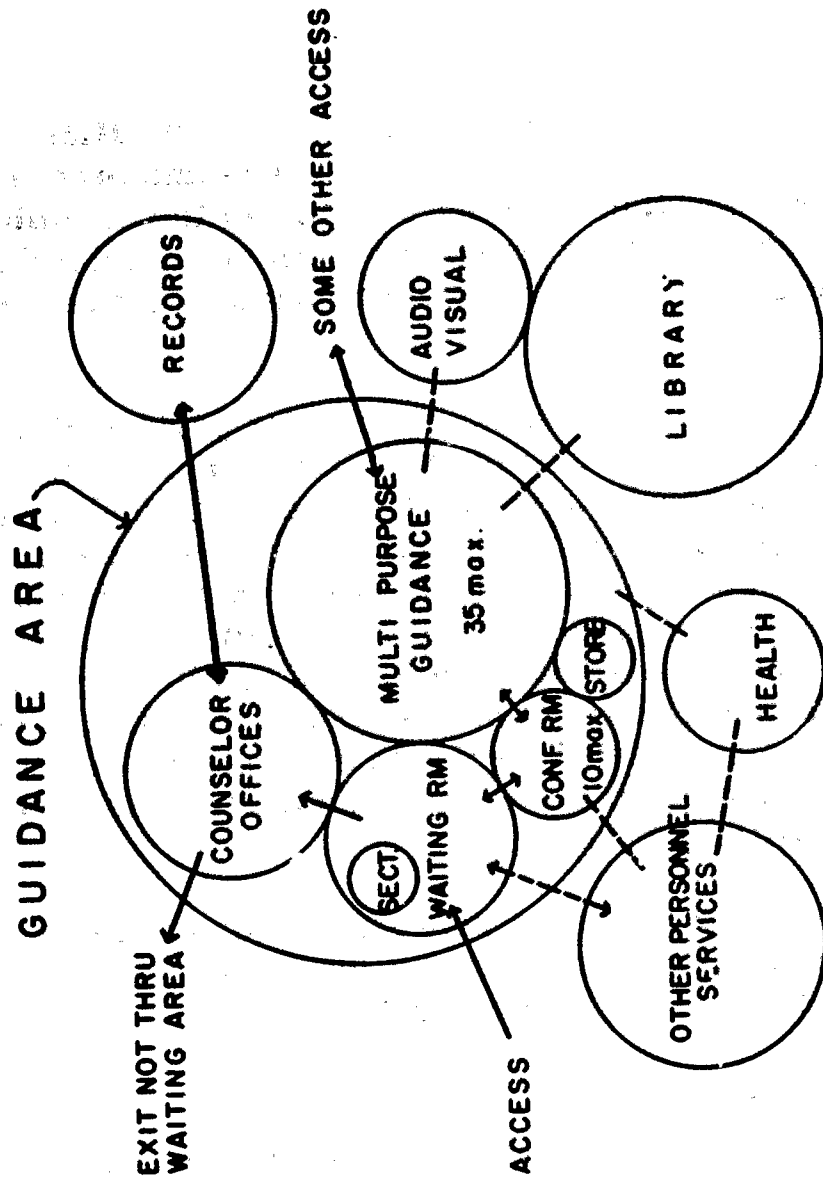 GUIDANCE AREA
EXIT NOT THRU
WAITING AREA
COUNSELOR
OFFICES
RECORDS
SOME OTHER ACCESS
MULTI PURPOSE
GUIDANCE
35 max.
AUDIO
VISUAL
SECT.
WAITING RM
CONF RM
10 max.
STORE
ACCESS
LIBRARY
OTHER PERSONNEL
SERVICES
HEALTH